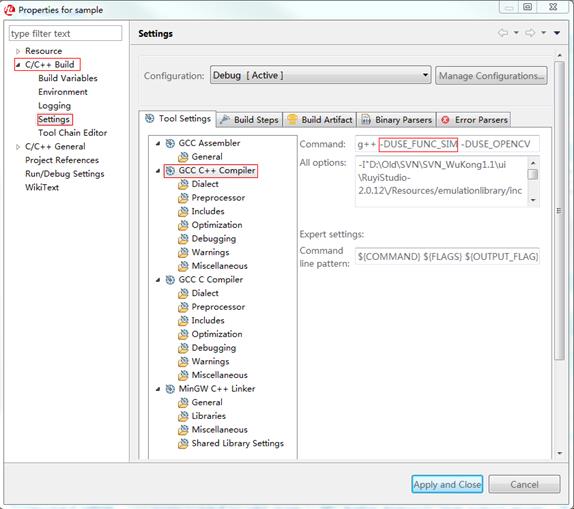 Properties for sample
type filter text
Resource
C/C++ Build
Build Variables
Environment
Logging
Settings
Tool Chain Editor
C/C++ General
Project References
Run/Debug Settings
WikiText
Settings
Configuration:
Debug [ Active ]
Manage Configurations...
Tool Settings
Build Steps
Build Artifact
Binary Parsers
Error Parsers
GCC Assembler
General
GCC C++ Compiler
Dialect
Preprocessor
Includes
Optimization
Debugging
Warnings
Miscellaneous
GCC C Compiler
Dialect
Preprocessor
Includes
Optimization
Debugging
Warnings
Miscellaneous
MinGW C++ Linker
General
Libraries
Miscellaneous
Shared Library Settings
Command:
g++ -DUSE_FUNC_SIM -DUSE_OPENCV
All options:
-I"D:\Old\SVN\SVN_WuKong1.1\ui
\RuyiStudio-
2.0.12\/Resources/emulationlibrary/inc
Expert settings:
Command
line pattern:
${COMMAND} ${FLAGS} ${OUTPUT_FLAG}
Apply and Close
Cancel